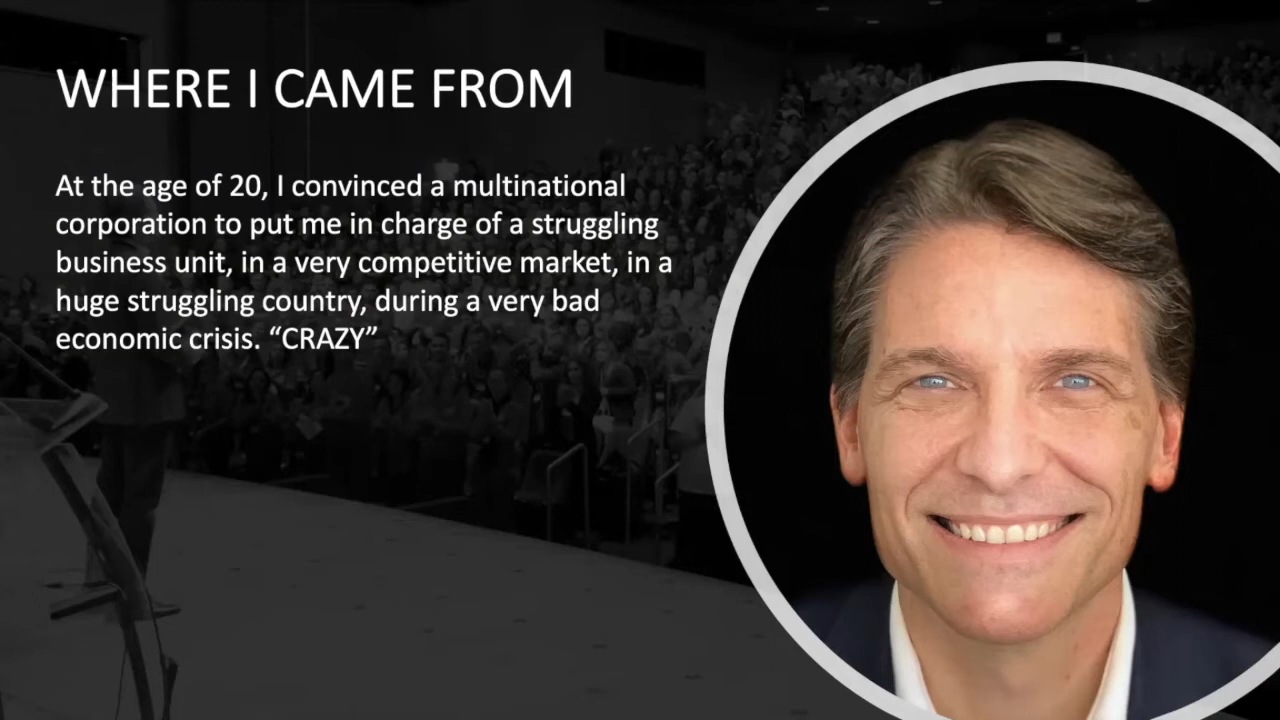 WHERE I CAME FROM
At the age of 20, I convinced a multinational
corporation to put me in charge of a struggling
business unit, in a very competitive market, in a
huge struggling country, during a very bad
economic crisis. “CRAZY”